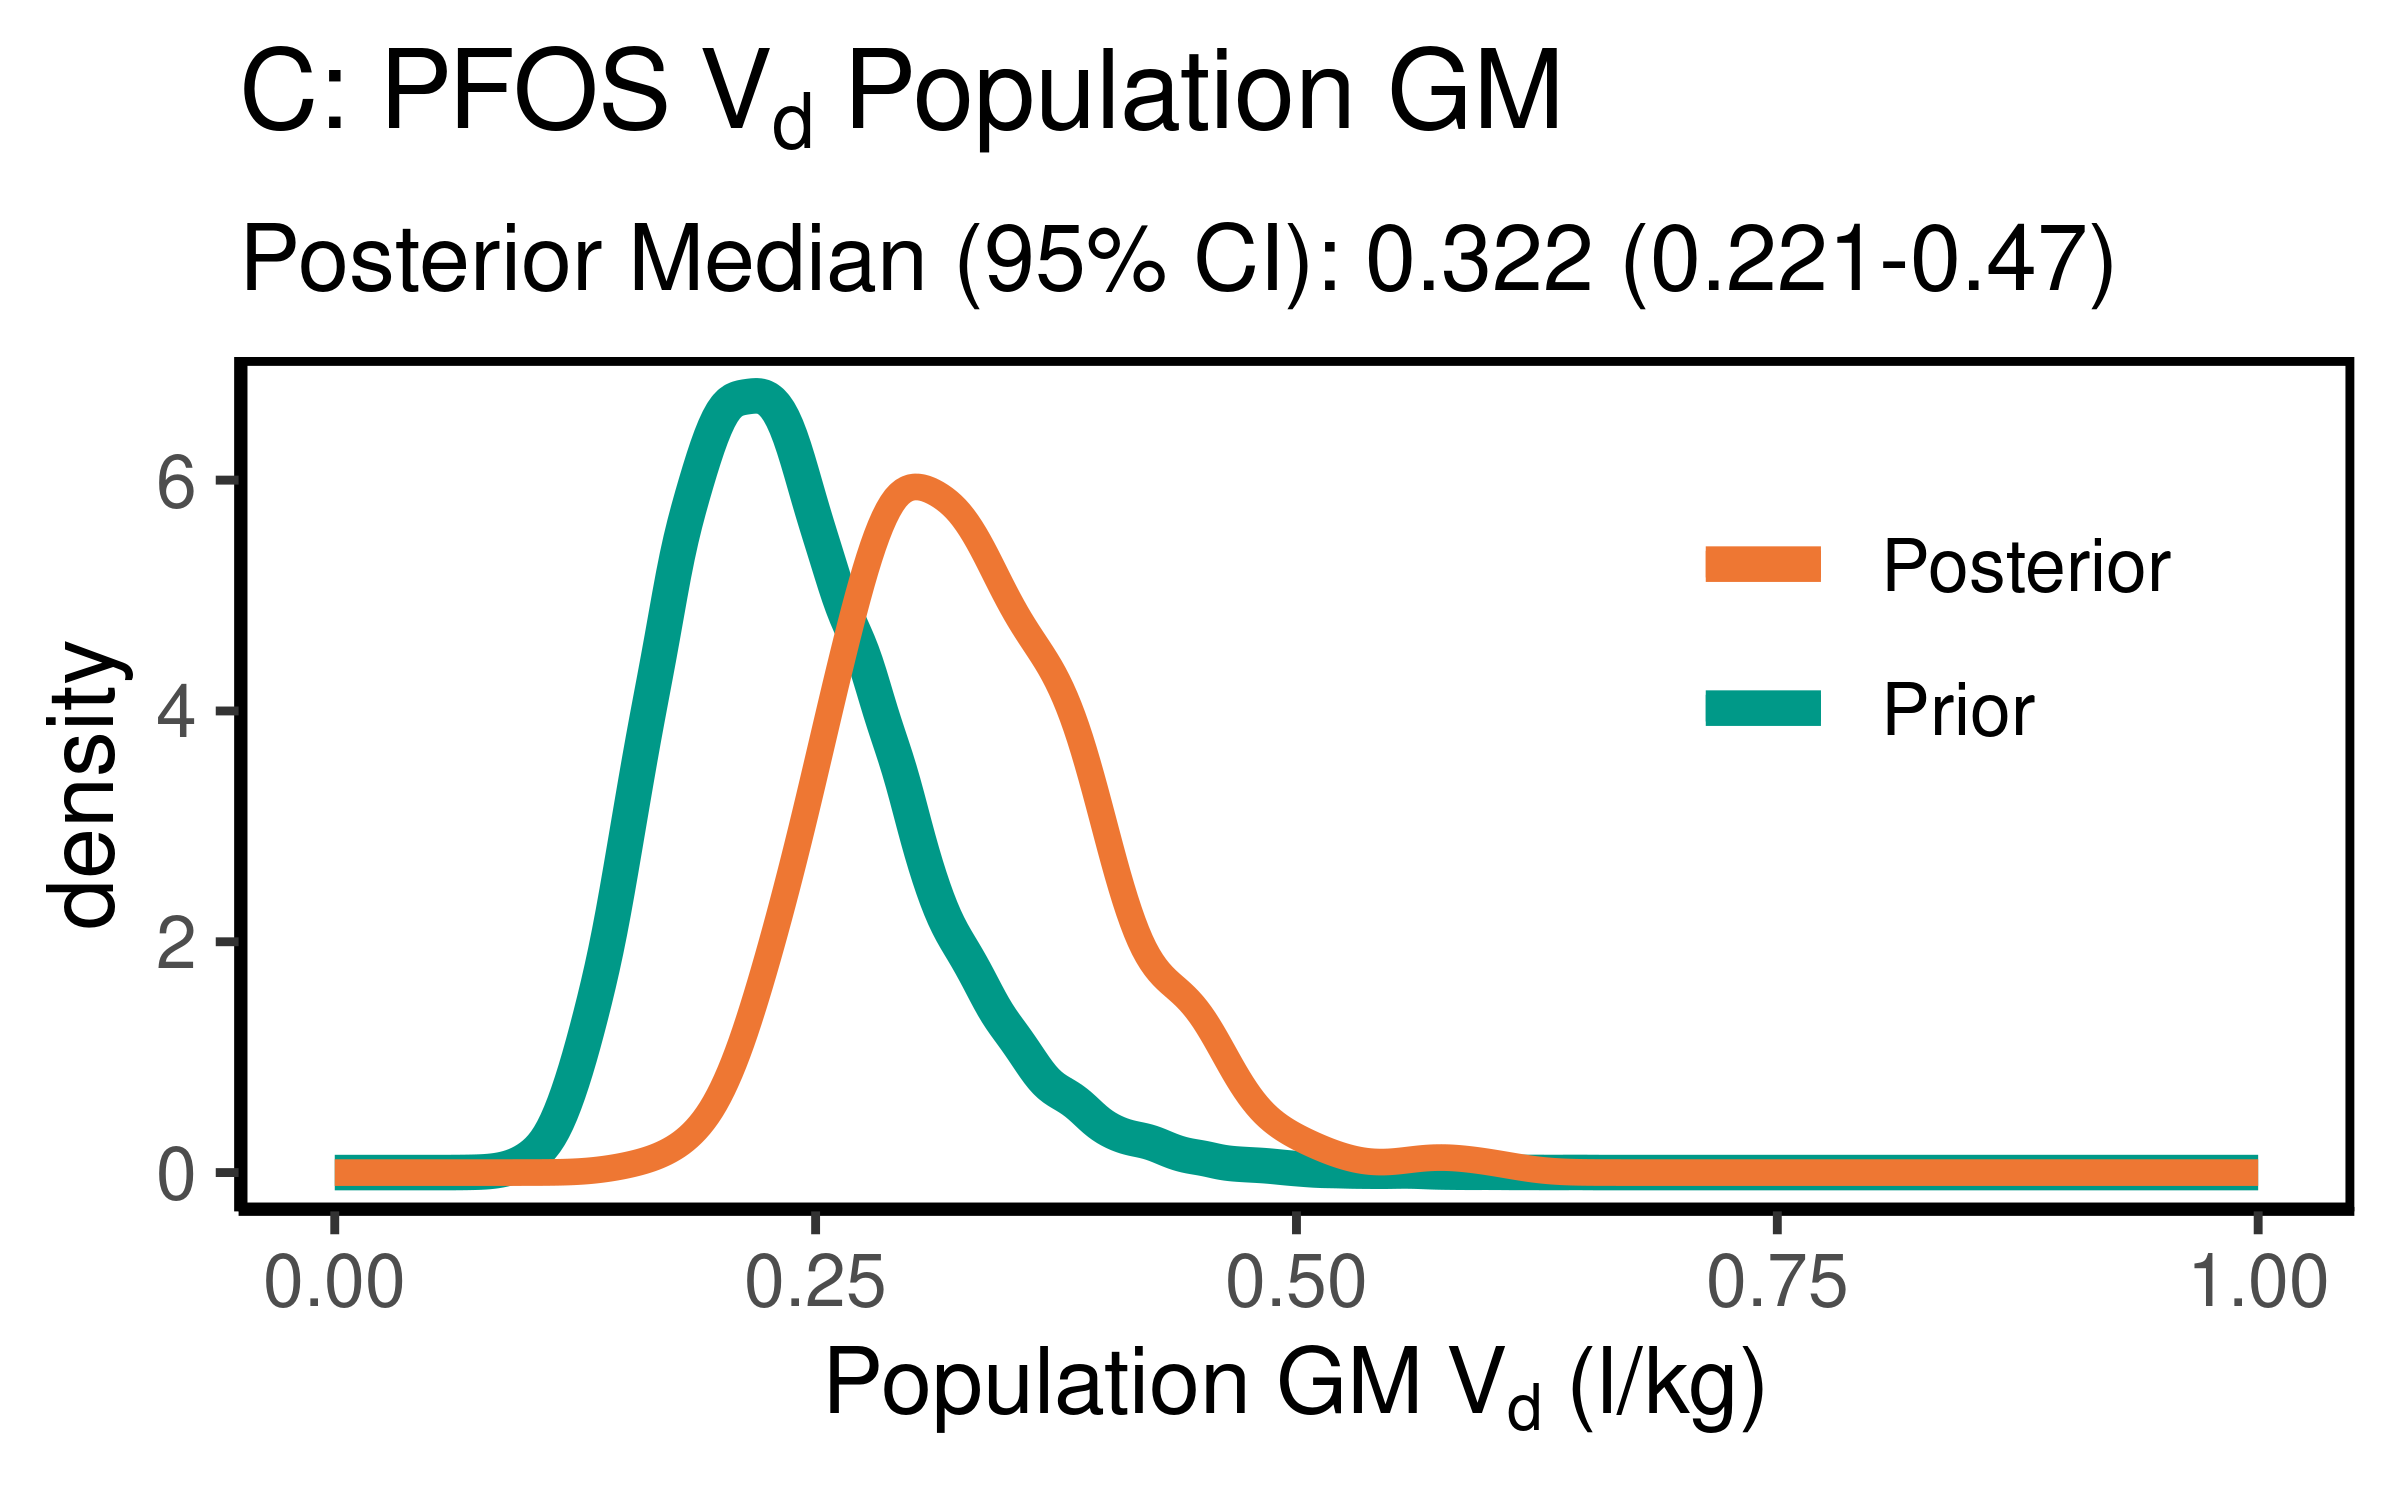 C: PFOS Vd Population GM
Posterior Median (95% CI): 0.322 (0.221-0.47)
density
6
4
2
0
Posterior
Prior
0.00 0.25 0.50 0.75 1.00
Population GM Vd (l/kg)